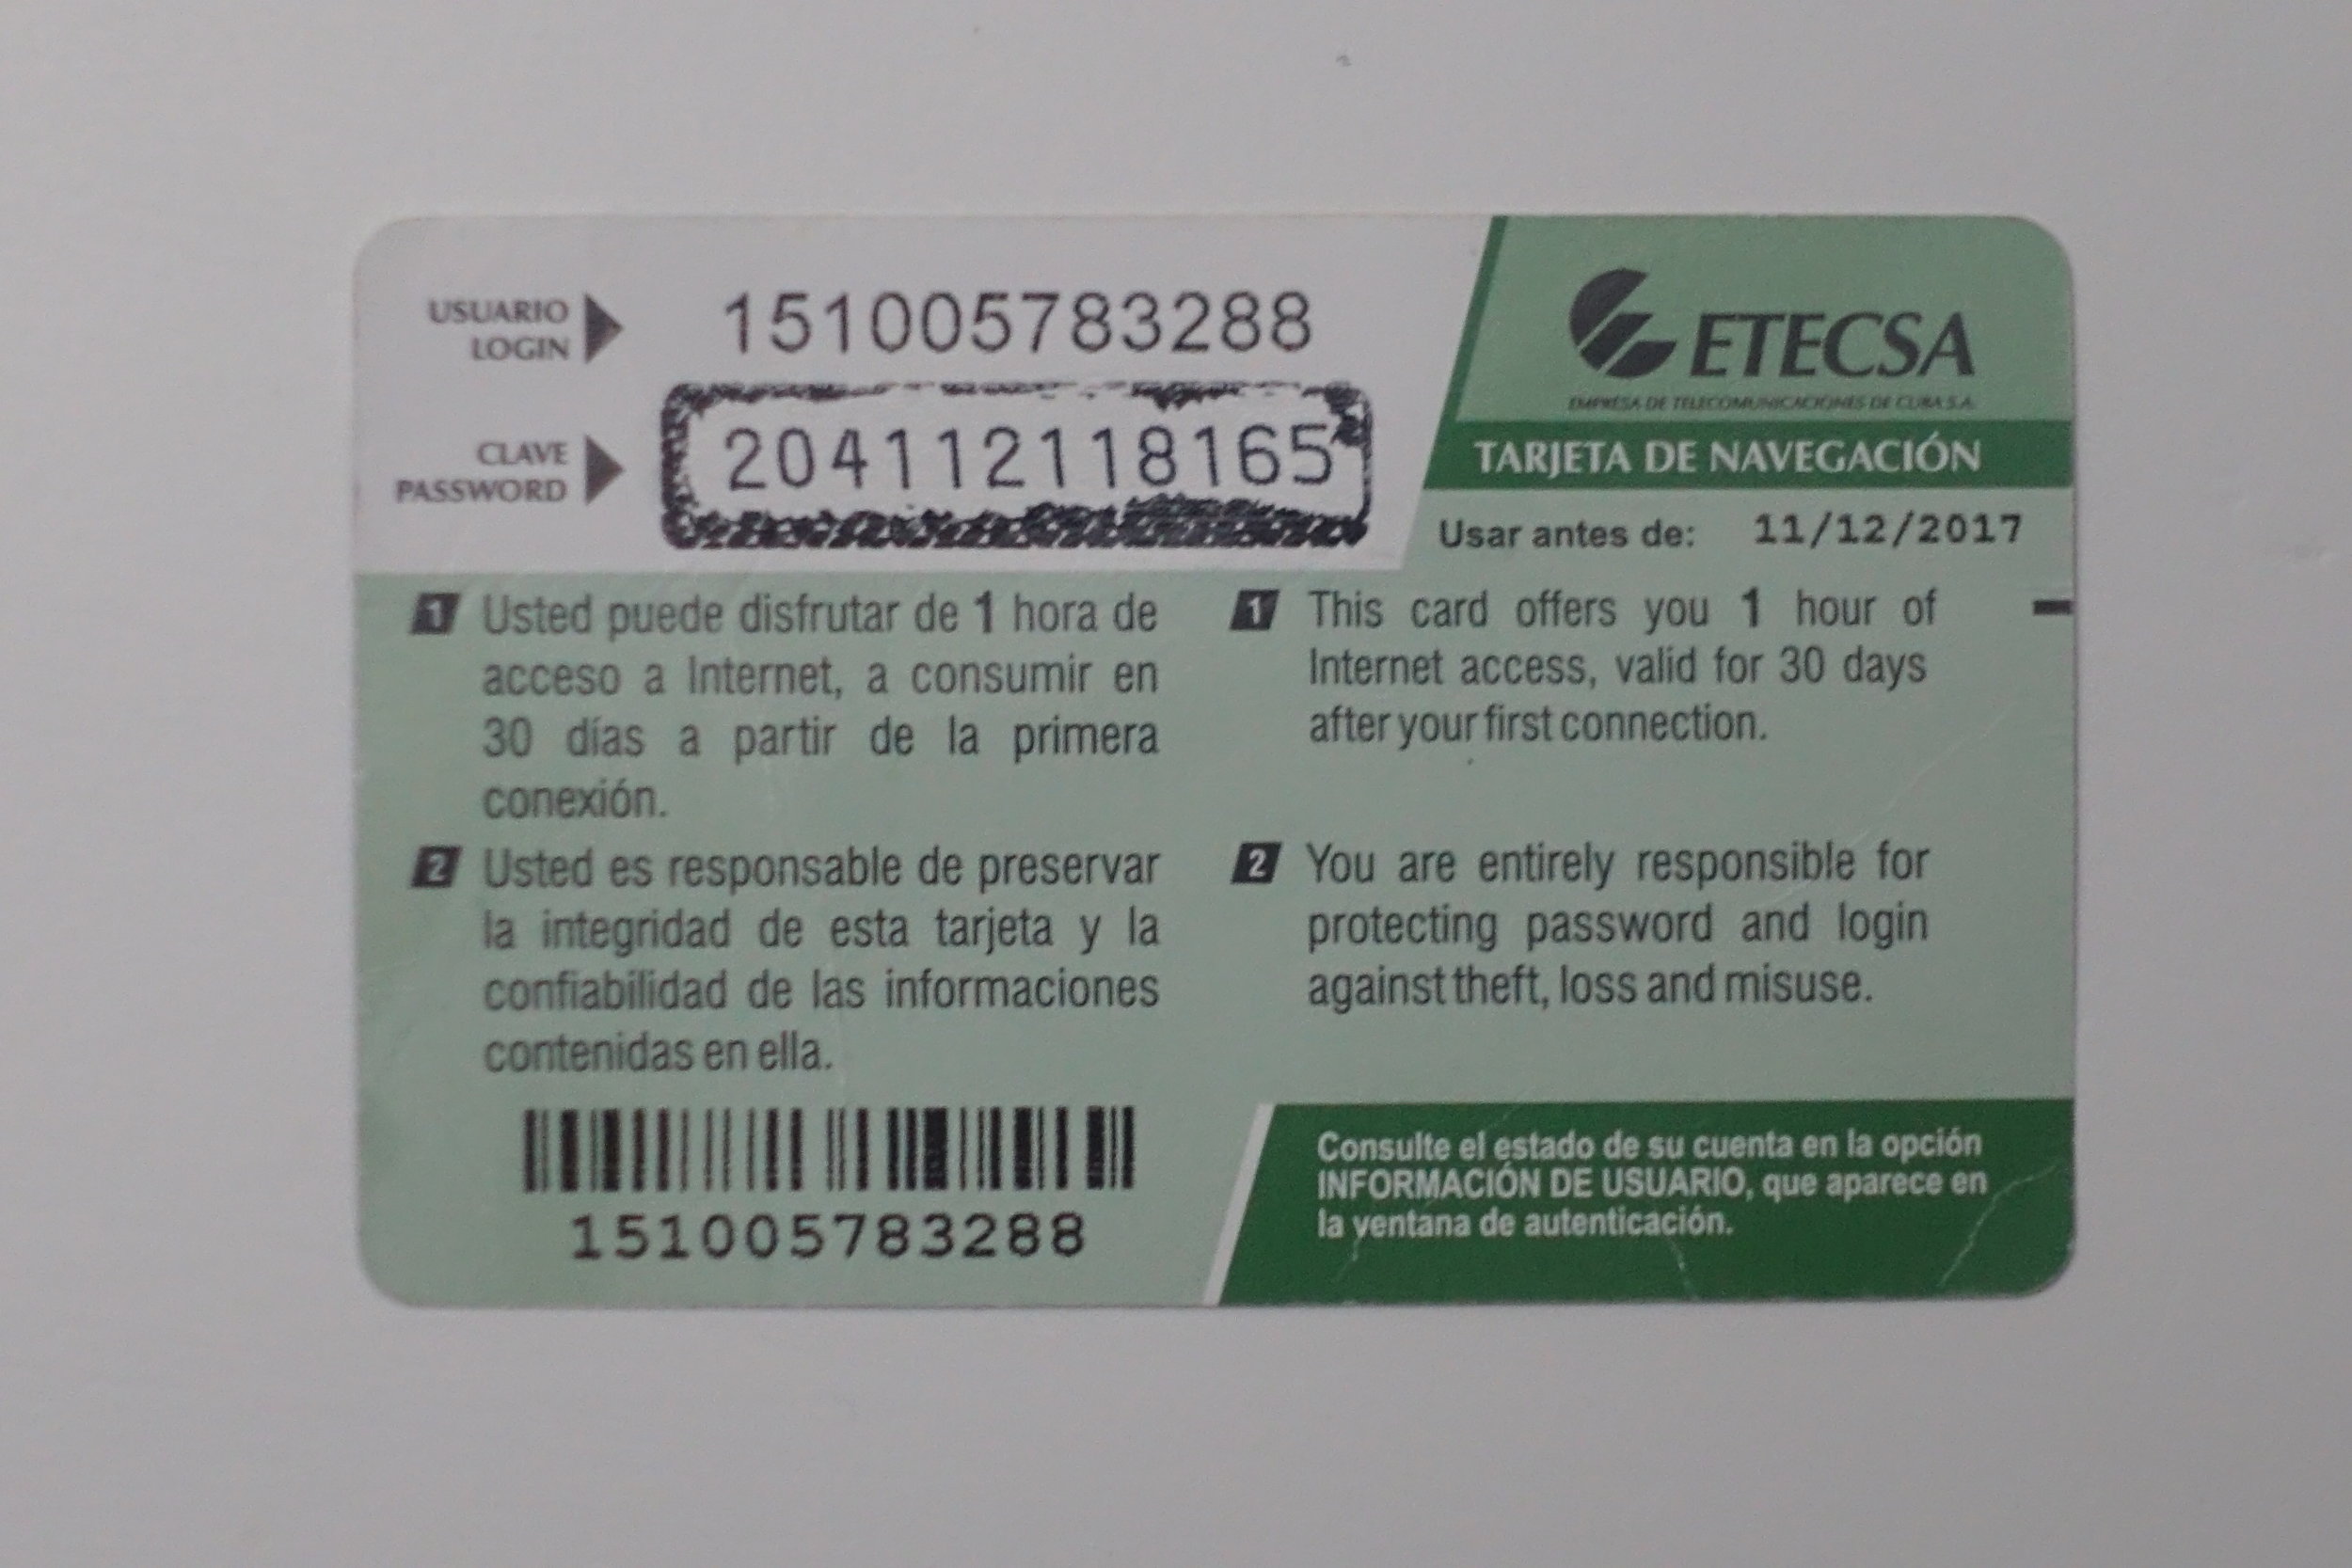 USUARIO
LOGIN
151005783288
CLAVE
PASSWORD
204112118165
ETECSA
EMPRESA DE TELECOMUNICACIONES DE CUBA S.A.
TARJETA DE NAVEGACIÓN
Usar antes de: 11/12/2017
1 Usted puede disfrutar de 1 hora de
acceso a Internet, a consumir en
30 días a partir de la primera
conexión.
2 Usted es responsable de preservar
la integridad de esta tarjeta y la
confiabilidad de las informaciones
contenidas en ella.
1 This card offers you 1 hour of
Internet access, valid for 30 days
after your first connection.
2 You are entirely responsible for
protecting password and login
against theft, loss and misuse.
151005783288
Consulte el estado de su cuenta en la opción
INFORMACIÓN DE USUARIO, que aparece en
la ventana de autenticación.